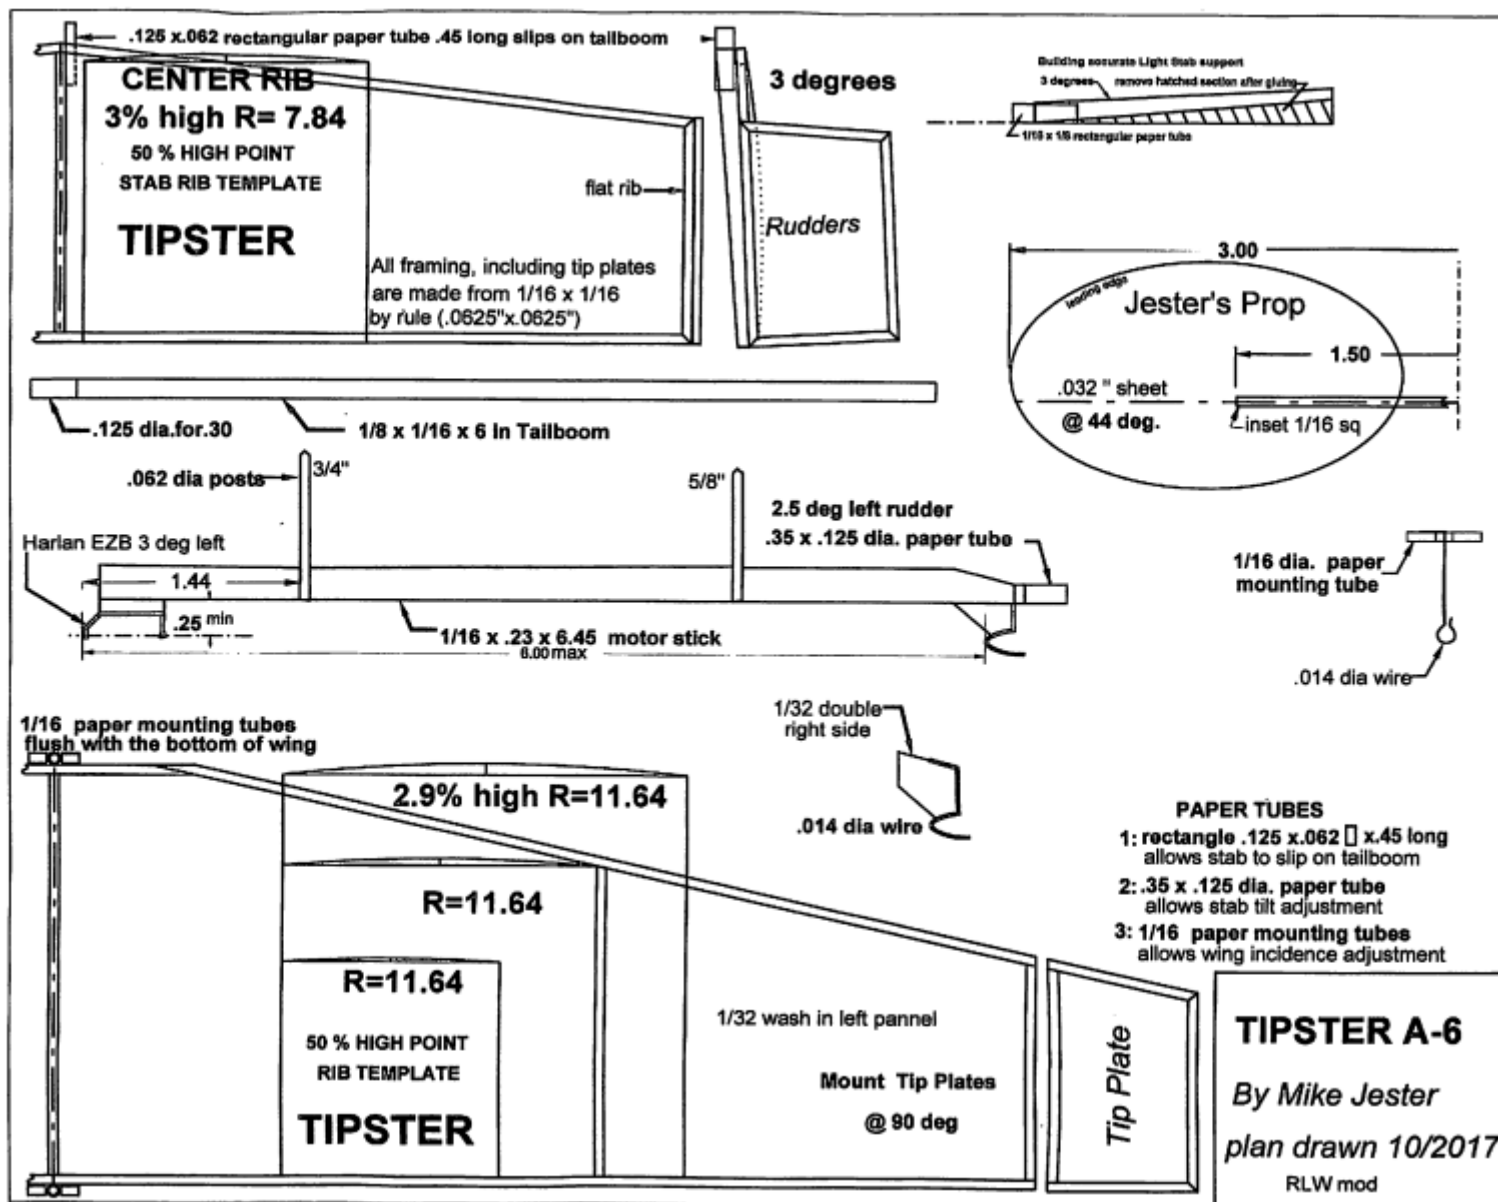 .125 x.062 rectangular paper tube .45 long slips on tailboom
CENTER RIB
3% high R= 7.84
50 % HIGH POINT
STAB RIB TEMPLATE
TIPSTER
flat rib
All framing, including tip plates
are made from 1/16 x 1/16
by rule (.0625"x.0625")
3 degrees
Rudders
Building accurate Light Stab support
3 degrees
remove hatched section after gluing
1/16 x 1/8 rectangular paper tube
3.00
leading edge
Jester's Prop
1.50
.032 " sheet
@ 44 deg.
inset 1/16 sq
.125 dia.for.30
1/8 x 1/16 x 6 in Tailboom
.062 dia posts
3/4"
5/8"
2.5 deg left rudder
.35 x .125 dia. paper tube
Harlan EZB 3 deg left
1.44
.25 min
1/16 x .23 x 6.45 motor stick
6.00max
1/16 dia. paper
mounting tube
.014 dia wire
1/16 paper mounting tubes
flush with the bottom of wing
1/32 double
right side
.014 dia wire
2.9% high R=11.64
R=11.64
R=11.64
50 % HIGH POINT
RIB TEMPLATE
TIPSTER
1/32 wash in left pannel
Mount Tip Plates
@ 90 deg
Tip Plate
PAPER TUBES
1: rectangle .125 x.062 ▯ x.45 long
allows stab to slip on tailboom
2: .35 x .125 dia. paper tube
allows stab tilt adjustment
3: 1/16 paper mounting tubes
allows wing incidence adjustment
TIPSTER A-6
By Mike Jester
plan drawn 10/2017
RLW mod